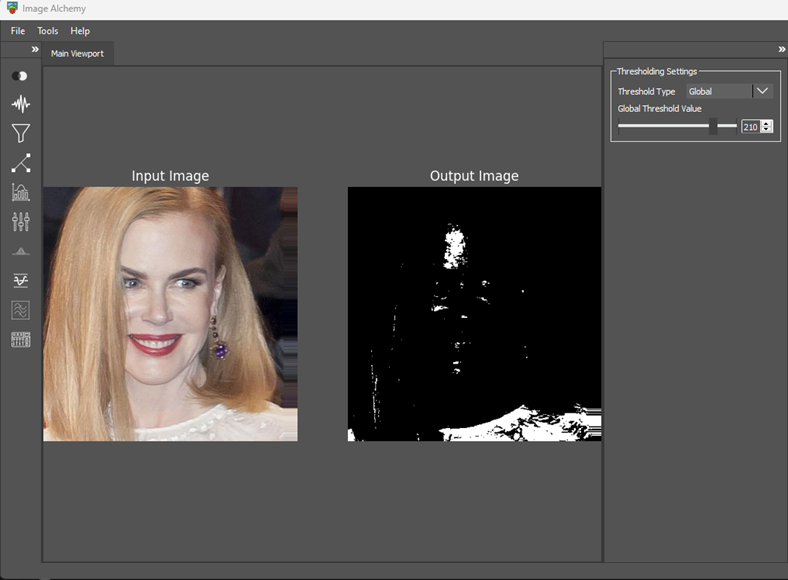 Image Alchemy
File Tools Help
» Main Viewport »
Thresholding Settings
Threshold Type Global
Global Threshold Value
210
Input Image Output Image